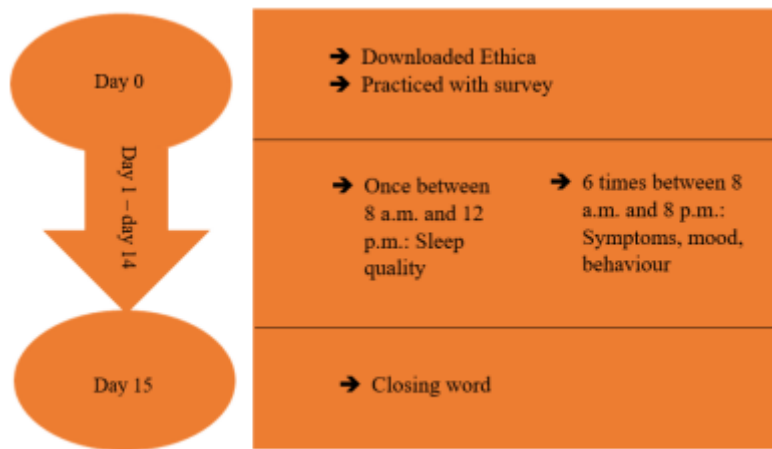 Day 0
➔ Downloaded Ethica
➔ Practiced with survey
Day 1 – day 14
➔ Once between
8 a.m. and 12
p.m.: Sleep
quality
➔ 6 times between 8
a.m. and 8 p.m.:
Symptoms, mood,
behaviour
Day 15
➔ Closing word